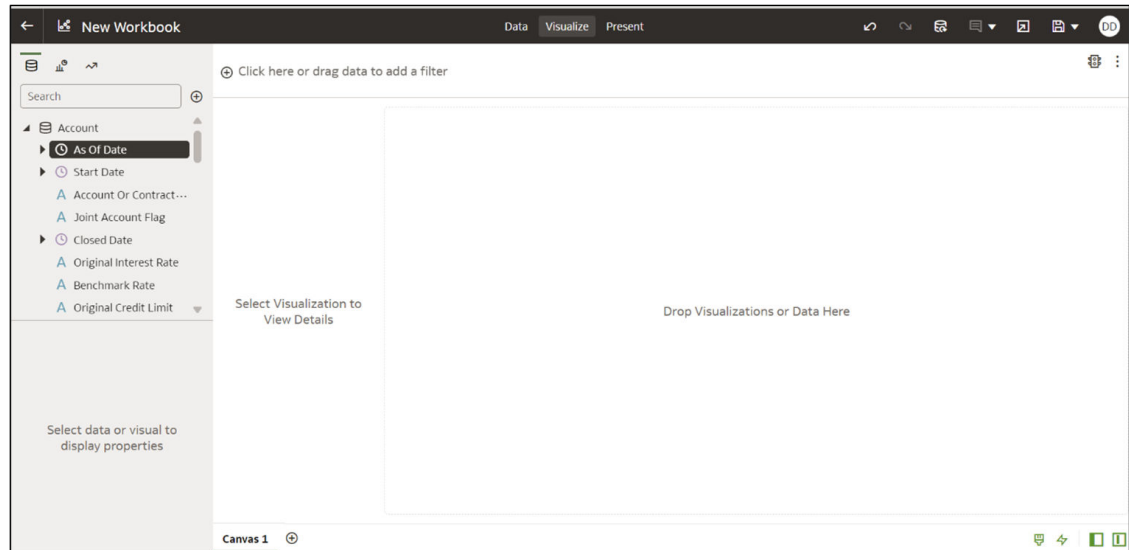 New Workbook
Data Visualize Present
DD
Click here or drag data to add a filter
Search
Account
As Of Date
Start Date
A Account Or Contract...
A Joint Account Flag
Closed Date
A Original Interest Rate
A Benchmark Rate
A Original Credit Limit
Select Visualization to
View Details
Drop Visualizations or Data Here
Select data or visual to
display properties
Canvas 1